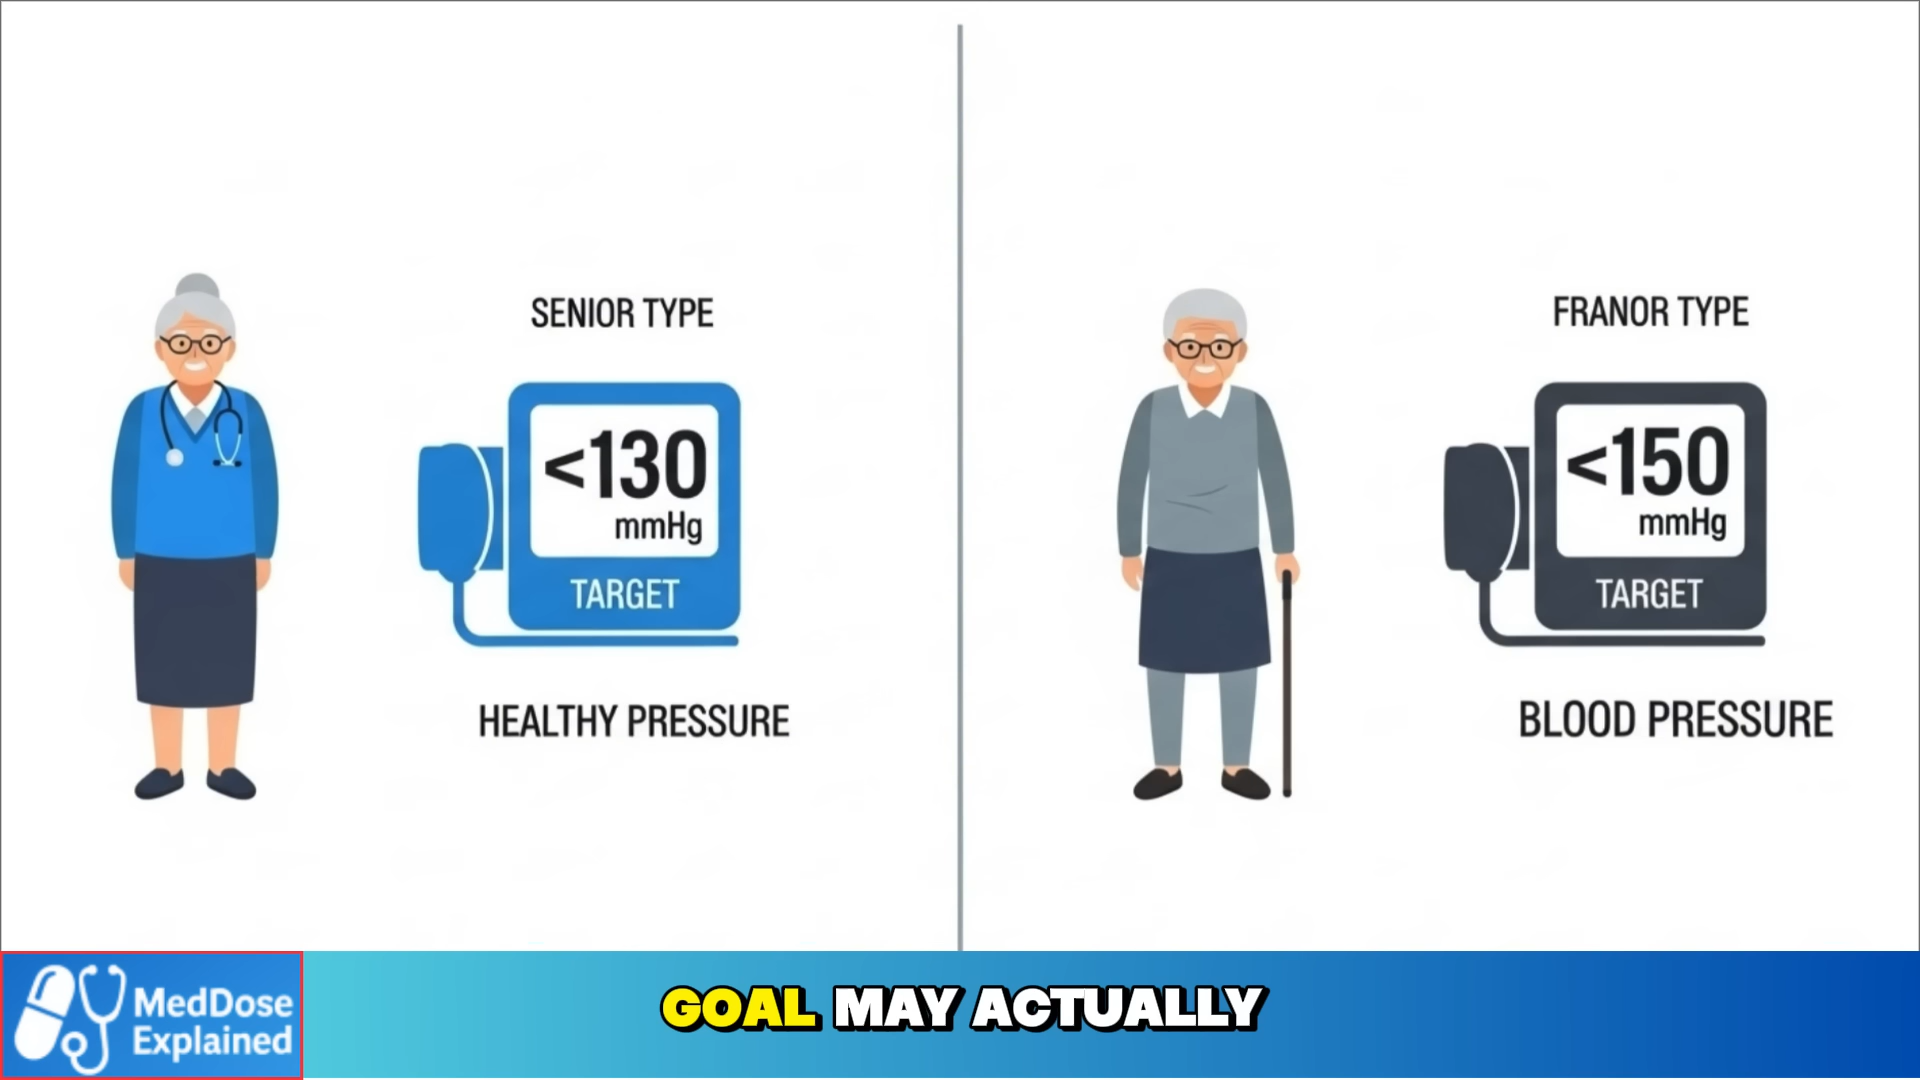 SENIOR TYPE
<130
mmHg
TARGET
HEALTHY PRESSURE
FRANOR TYPE
<150
mmHg
TARGET
BLOOD PRESSURE
MedDose
Explained
GOAL MAY ACTUALLY